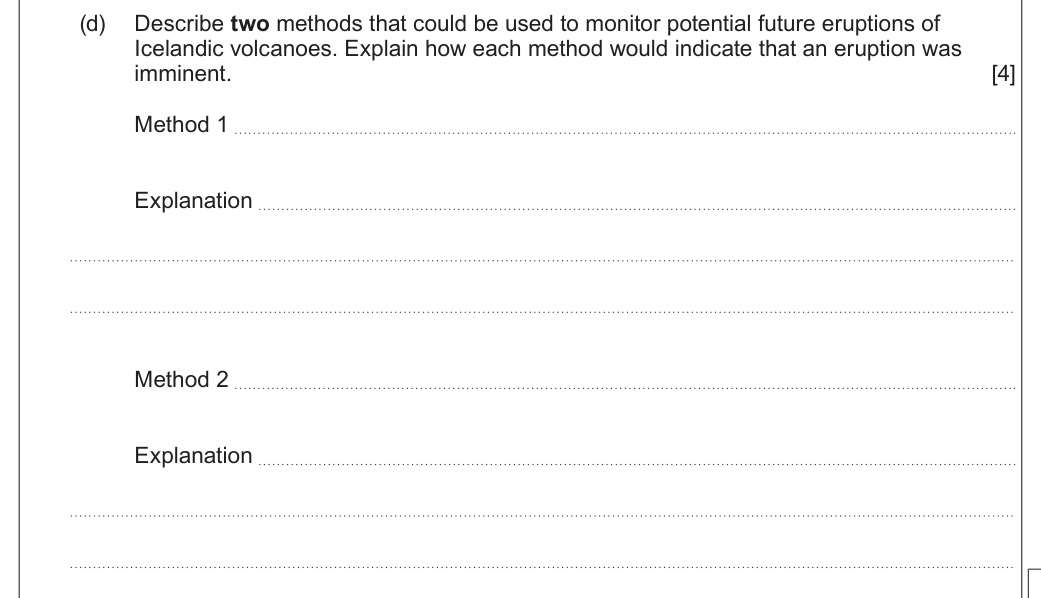 (d) Describe two methods that could be used to monitor potential future eruptions of
Icelandic volcanoes. Explain how each method would indicate that an eruption was
imminent. [4]
Method 1
Explanation
Method 2
Explanation